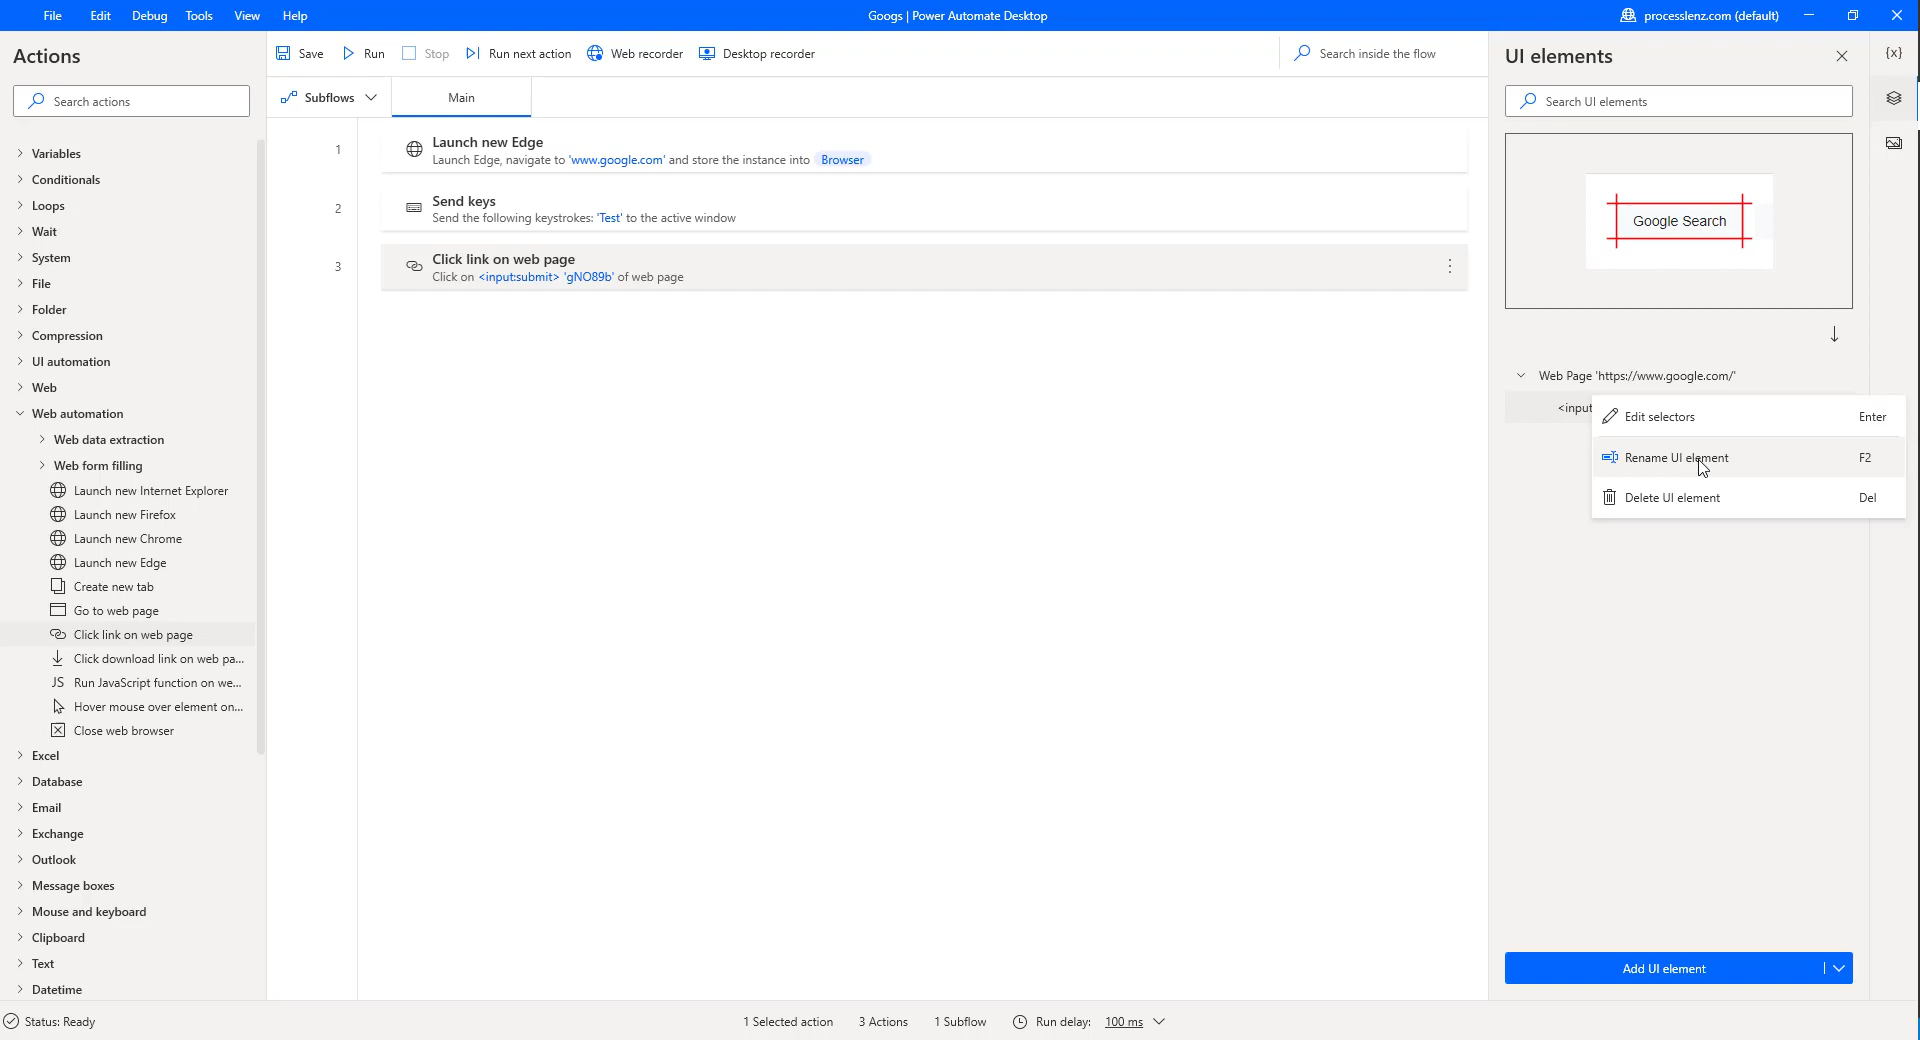 File Edit Debug Tools View Help
Googs | Power Automate Desktop
processlenz.com (default)
Actions
Search actions
Variables
Conditionals
Loops
Wait
System
File
Folder
Compression
UI automation
Web
Web automation
Web data extraction
Web form filling
Launch new Internet Explorer
Launch new Firefox
Launch new Chrome
Launch new Edge
Create new tab
Go to web page
Click link on web page
Click download link on web pa...
JS Run JavaScript function on we...
Hover mouse over element on...
Close web browser
Excel
Database
Email
Exchange
Outlook
Message boxes
Mouse and keyboard
Clipboard
Text
Datetime
Save Run Stop Run next action Web recorder Desktop recorder
Search inside the flow
Subflows Main
1 Launch new Edge
Launch Edge, navigate to 'www.google.com' and store the instance into Browser
2 Send keys
Send the following keystrokes: 'Test' to the active window
3 Click link on web page
Click on <input:submit> 'gNO89b' of web page
UI elements
{x}
Search UI elements
Google Search
Web Page 'https://www.google.com/'
<input
Edit selectors Enter
Rename UI element F2
Delete UI element Del
Add UI element
Status: Ready
1 Selected action 3 Actions 1 Subflow Run delay: 100 ms